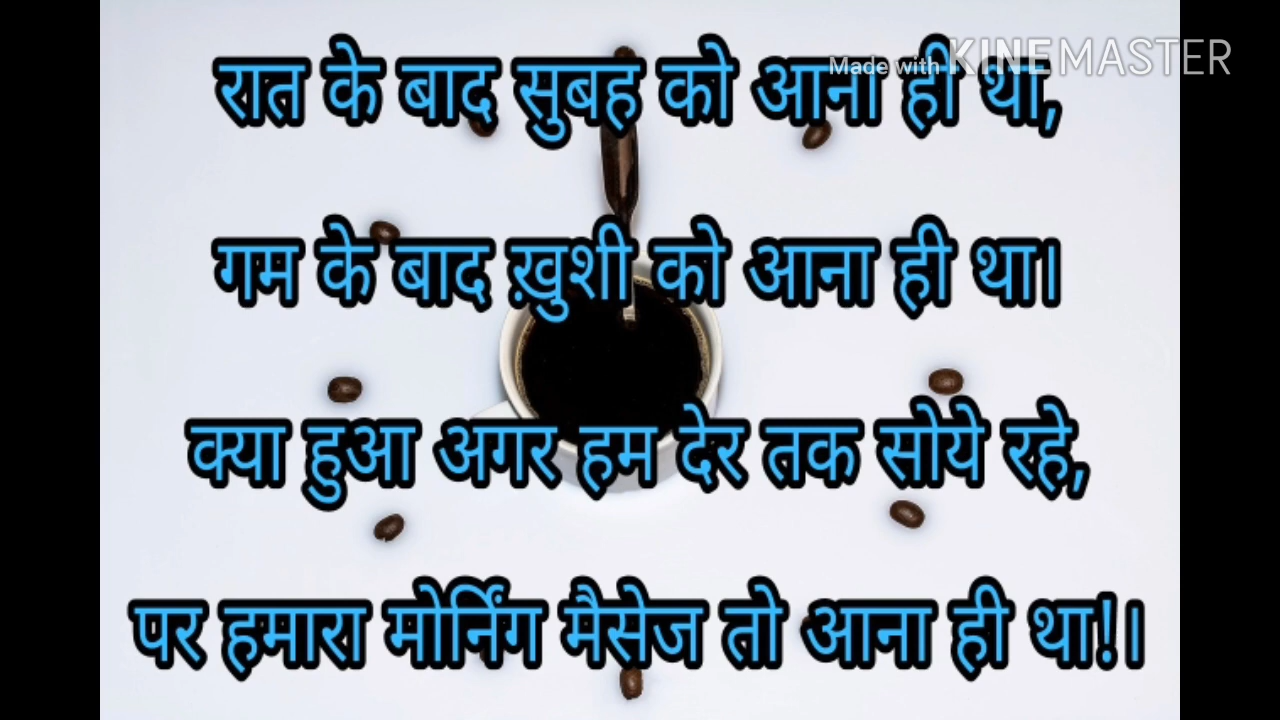 Made with KINEMASTER
रात के बाद सुबह को आना ही था,
गम के बाद ख़ुशी को आना ही था।
क्या हुआ अगर हम देर तक सोये रहे,
पर हमारा मोर्निंग मैसेज तो आना ही था!।